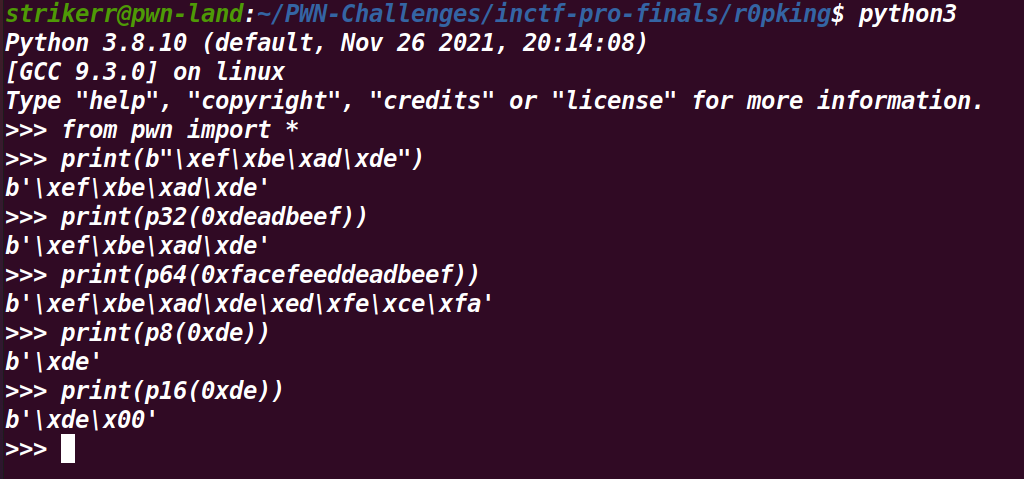 strikerr@pwn-land:~/PWN-Challenges/inctf-pro-finals/r0pking$ python3
Python 3.8.10 (default, Nov 26 2021, 20:14:08)
[GCC 9.3.0] on linux
Type "help", "copyright", "credits" or "license" for more information.
>>> from pwn import *
>>> print(b"\xef\xbe\xad\xde")
b'\xef\xbe\xad\xde'
>>> print(p32(0xdeadbeef))
b'\xef\xbe\xad\xde'
>>> print(p64(0xfacefeeddeadbeef))
b'\xef\xbe\xad\xde\xed\xfe\xce\xfa'
>>> print(p8(0xde))
b'\xde'
>>> print(p16(0xde))
b'\xde\x00'
>>>